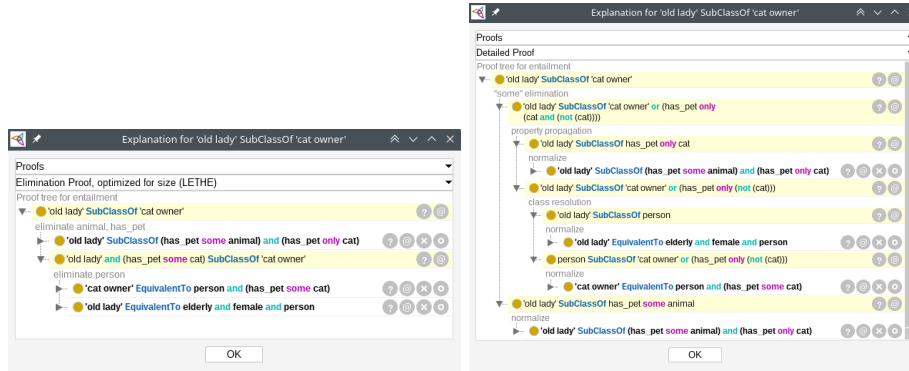 Explanation for 'old lady' SubClassOf 'cat owner'
Proofs
Elimination Proof, optimized for size (LETHE)
Proof tree for entailment
'old lady' SubClassOf 'cat owner'
eliminate animal, has_pet
'old lady' SubClassOf (has_pet some animal) and (has_pet only cat)
'old lady' and (has_pet some cat) SubClassOf 'cat owner'
eliminate person
'cat owner' EquivalentTo person and (has_pet some cat)
'old lady' EquivalentTo elderly and female and person
OK
Explanation for 'old lady' SubClassOf 'cat owner'
Proofs
Detailed Proof
Proof tree for entailment
'old lady' SubClassOf 'cat owner'
"some" elimination
'old lady' SubClassOf 'cat owner' or (has_pet only
(cat and (not (cat))))
property propagation
'old lady' SubClassOf has_pet only cat
normalize
'old lady' SubClassOf (has_pet some animal) and (has_pet only cat)
'old lady' SubClassOf 'cat owner' or (has_pet only (not (cat)))
class resolution
'old lady' SubClassOf person
normalize
'old lady' EquivalentTo elderly and female and person
person SubClassOf 'cat owner' or (has_pet only (not (cat)))
normalize
'cat owner' EquivalentTo person and (has_pet some cat)
'old lady' SubClassOf has_pet some animal
normalize
'old lady' SubClassOf (has_pet some animal) and (has_pet only cat)
OK